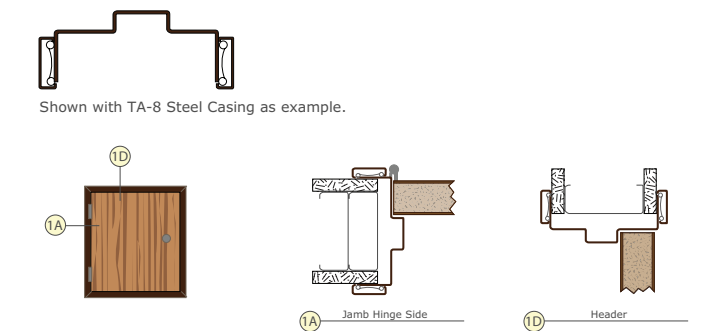 Shown with TA-8 Steel Casing as example.
1D
1A
1A Jamb Hinge Side
1D Header